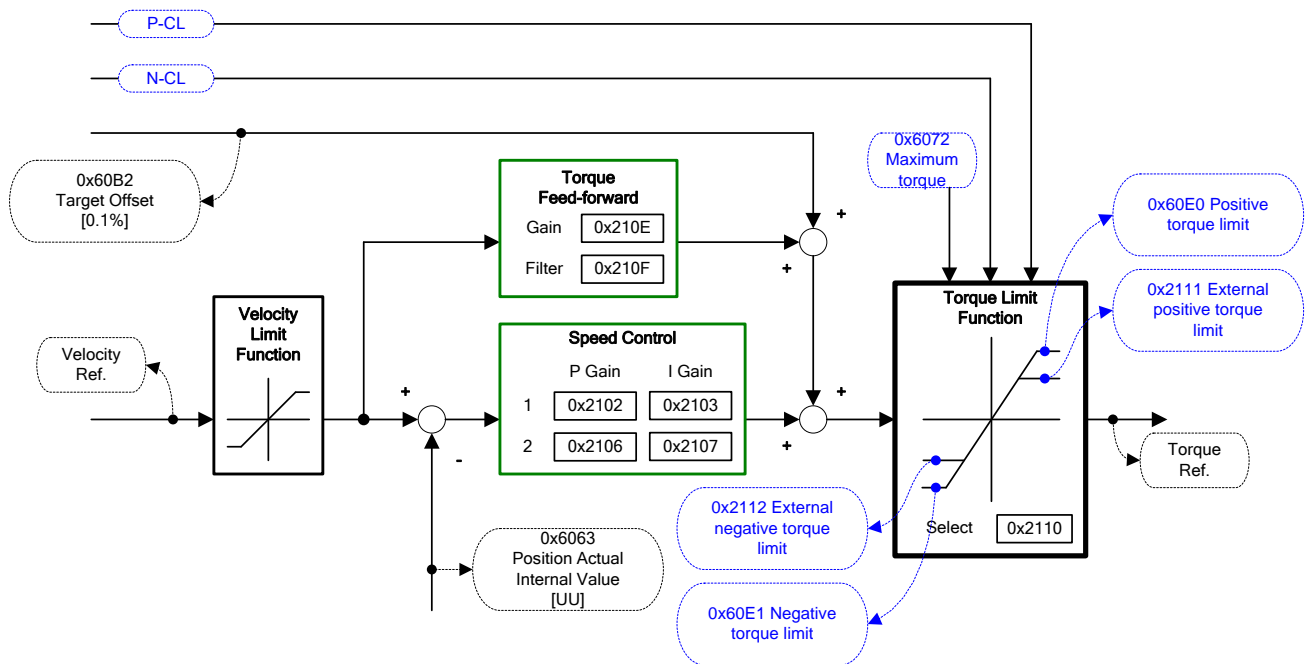 P-CL
N-CL
0x60B2
Target Offset
[0.1%]
Torque
Feed-forward
Gain 0x210E
Filter 0x210F
0x6072
Maximum
torque
0x60E0 Positive
torque limit
0x2111 External
positive torque
limit
+
+
Velocity
Ref.
Velocity
Limit
Function
+
-
Speed Control
P Gain I Gain
1 0x2102 0x2103
2 0x2106 0x2107
+
+
Torque Limit
Function
Select 0x2110
Torque
Ref.
0x2112 External
negative torque
limit
0x60E1 Negative
torque limit
0x6063
Position Actual
Internal Value
[UU]